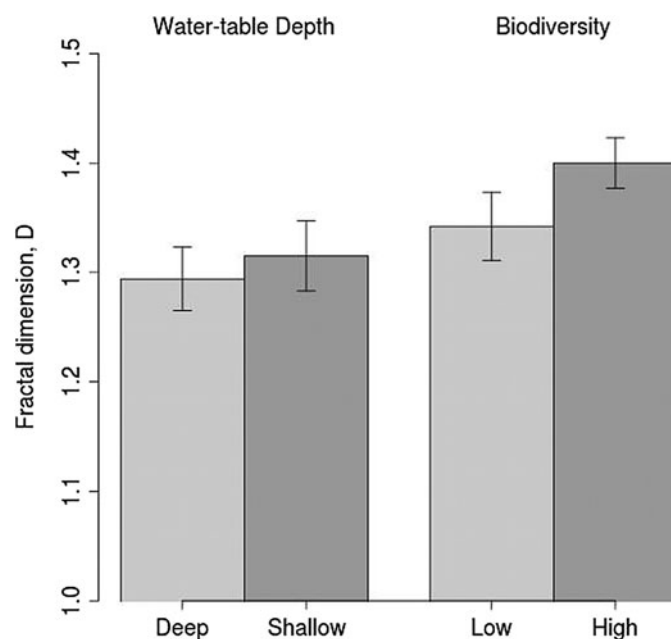 Water-table Depth
Biodiversity
Fractal dimension, D
1.5
1.4
1.3
1.2
1.1
1.0
Deep
Shallow
Low
High